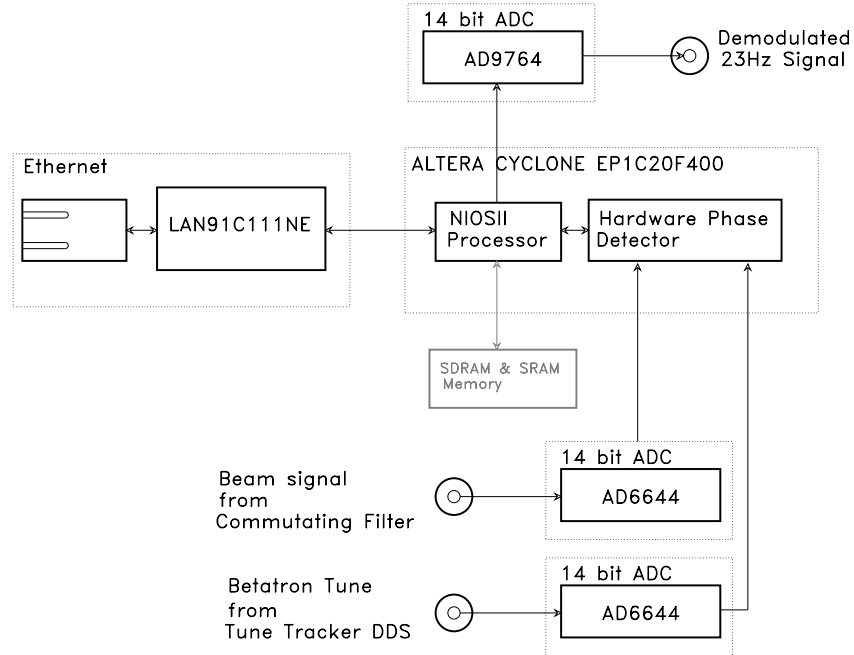 14 bit ADC
AD9764
Demodulated
23Hz Signal
Ethernet
LAN91C111NE
ALTERA CYCLONE EP1C20F400
NIOSII
Processor
Hardware Phase
Detector
SDRAM & SRAM
Memory
14 bit ADC
AD6644
Beam signal
from
Commutating Filter
14 bit ADC
AD6644
Betatron Tune
from
Tune Tracker DDS